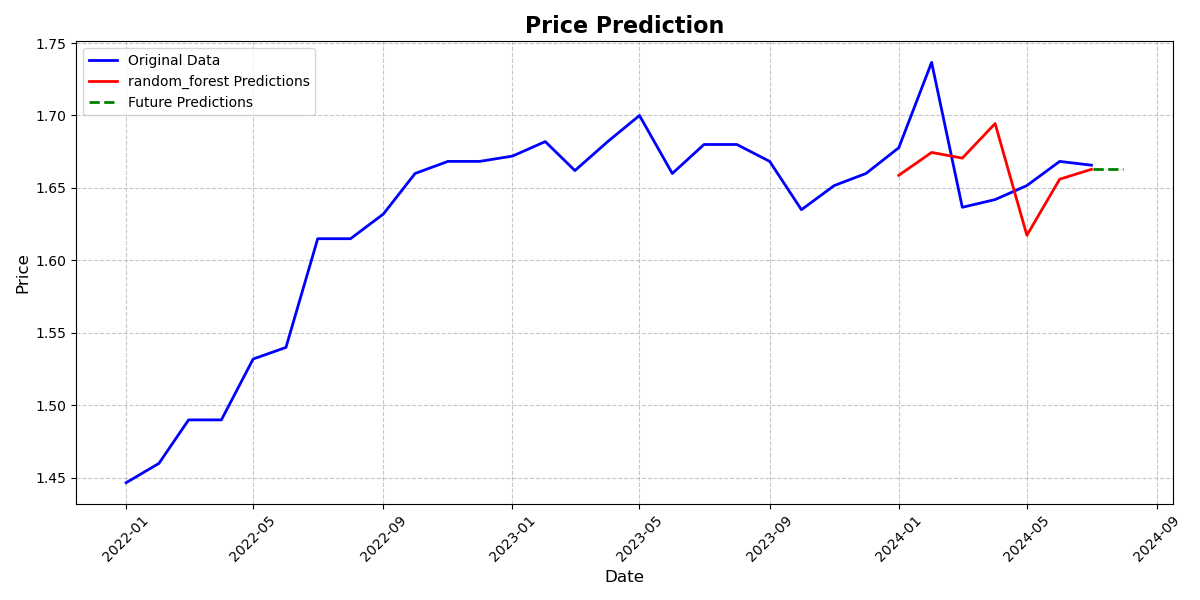 Price Prediction
Original Data
random_forest Predictions
Future Predictions
Price
1.75
1.70
1.65
1.60
1.55
1.50
1.45
2022-01
2022-05
2022-09
2023-01
2023-05
2023-09
2024-01
2024-05
2024-09
Date